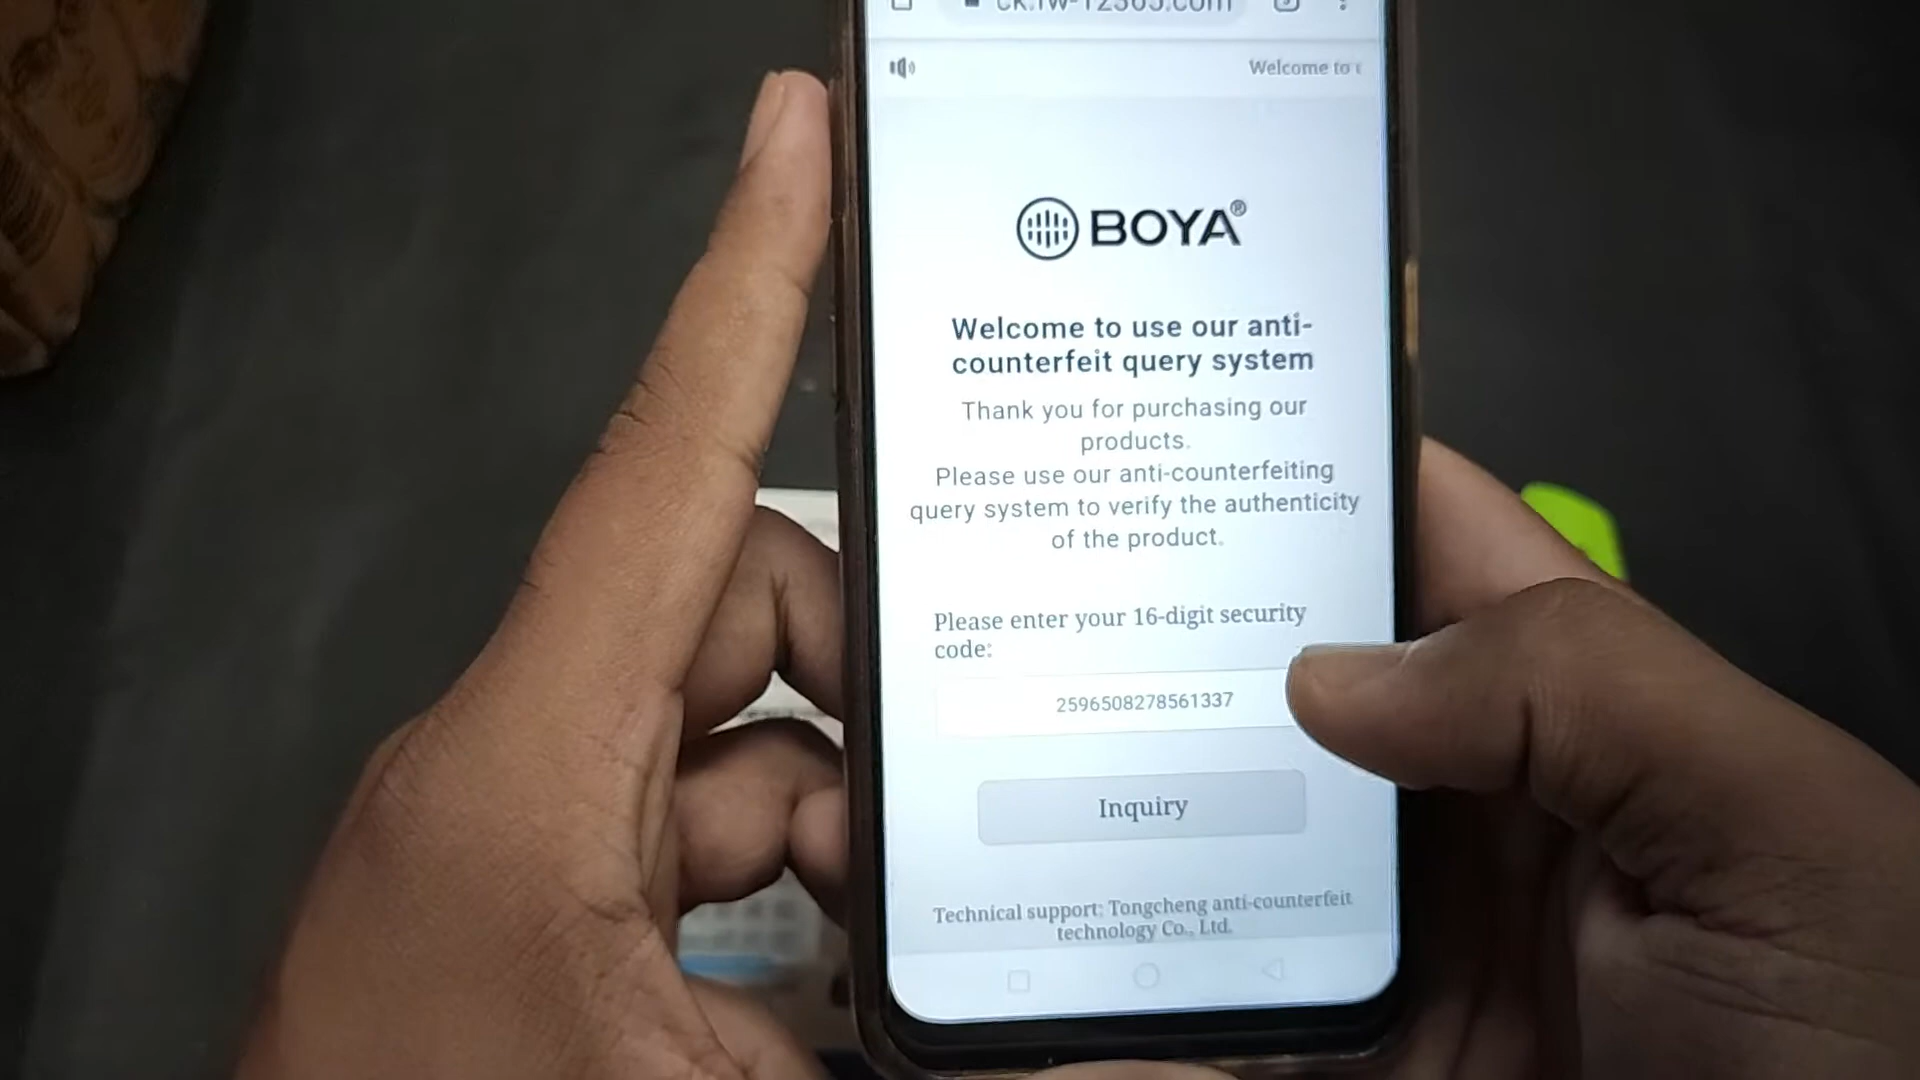 Welcome to
BOYA®
Welcome to use our anti-
counterfeit query system
Thank you for purchasing our
products.
Please use our anti-counterfeiting
query system to verify the authenticity
of the product.
Please enter your 16-digit security
code:
2596508278561337
Inquiry
Technical support: Tongcheng anti-counterfeit
technology Co., Ltd.